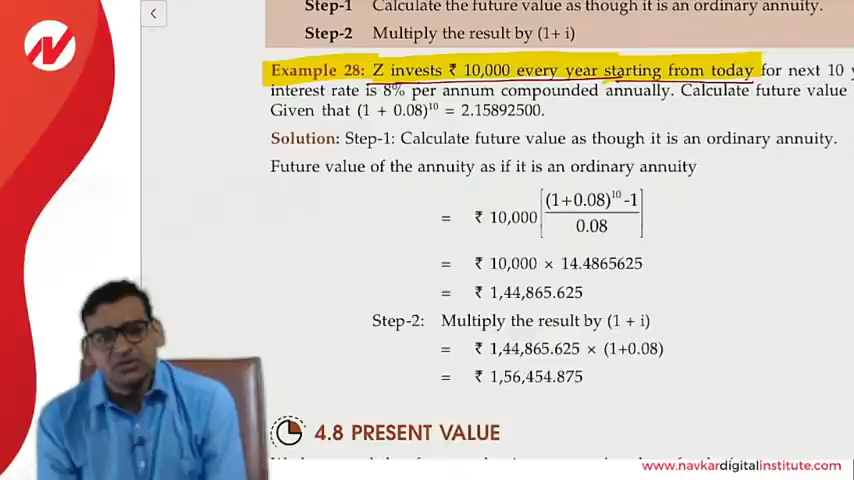 Step-1 Calculate the future value as though it is an ordinary annuity.
Step-2 Multiply the result by (1+ i)
Example 28: Z invests ₹ 10,000 every year starting from today for next 10
interest rate is 8% per annum compounded annually. Calculate future value
Given that (1 + 0.08)¹⁰ = 2.15892500.
Solution: Step-1: Calculate future value as though it is an ordinary annuity.
Future value of the annuity as if it is an ordinary annuity
= ₹ 10,000 [(1+0.08)¹⁰ -1 / 0.08]
= ₹ 10,000 × 14.4865625
= ₹ 1,44,865.625
Step-2: Multiply the result by (1 + i)
= ₹ 1,44,865.625 × (1+0.08)
= ₹ 1,56,454.875
4.8 PRESENT VALUE
www.navkardigitalinstitute.com